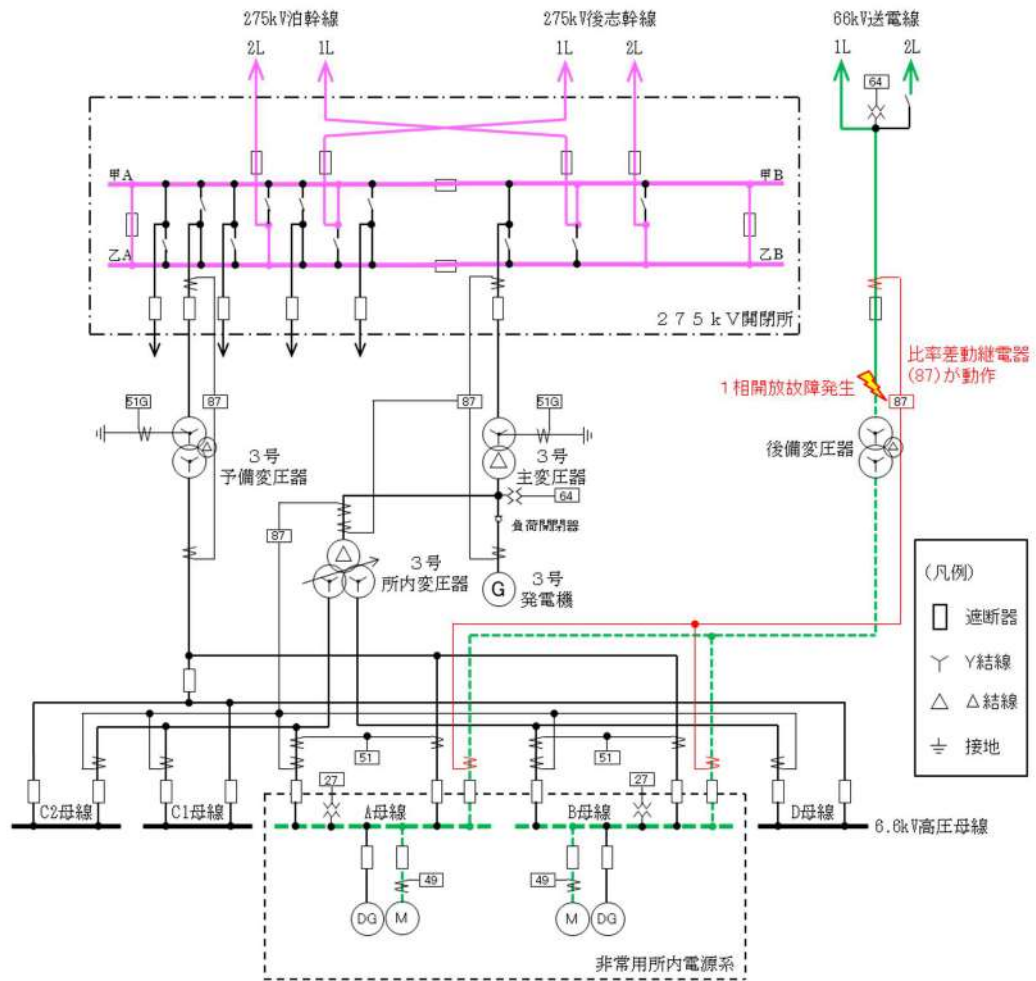 275kV泊幹線
275kV後志幹線
66kV送電線
2L
1L
1L
2L
1L
2L
64
甲A
甲B
乙A
乙B
275kV開閉所
比率差動継電器
(87)が動作
1相開放故障発生
87
51G
87
87
51G
3号
予備変圧器
3号
主変圧器
後備変圧器
64
負荷開閉器
87
3号
所内変圧器
G
3号
発電機
(凡例)
遮断器
Y結線
△結線
接地
51
51
27
27
C2母線
C1母線
A母線
B母線
D母線
6.6kV高圧母線
49
49
DG
M
M
DG
非常用所内電源系